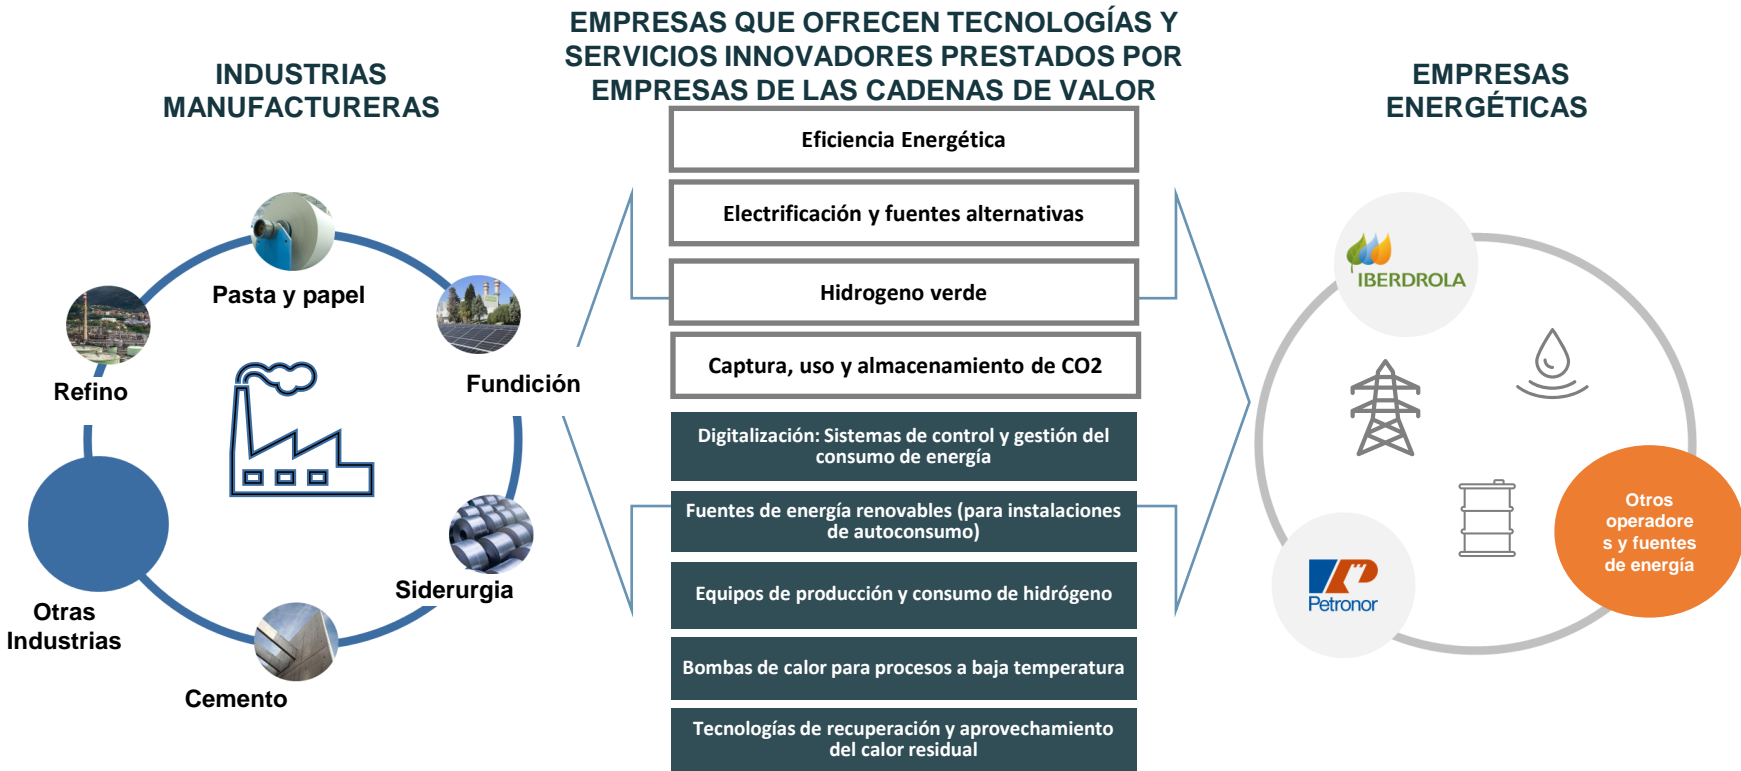 INDUSTRIAS
MANUFACTURERAS
Pasta y papel
Refino
Fundición
Siderurgia
Otras
Industrias
Cemento
EMPRESAS QUE OFRECEN TECNOLOGÍAS Y
SERVICIOS INNOVADORES PRESTADOS POR
EMPRESAS DE LAS CADENAS DE VALOR
Eficiencia Energética
Electrificación y fuentes alternativas
Hidrogeno verde
Captura, uso y almacenamiento de CO2
Digitalización: Sistemas de control y gestión del
consumo de energía
Fuentes de energía renovables (para instalaciones
de autoconsumo)
Equipos de producción y consumo de hidrógeno
Bombas de calor para procesos a baja temperatura
Tecnologías de recuperación y aprovechamiento
del calor residual
EMPRESAS
ENERGÉTICAS
IBERDROLA
Otros
operadore
s y fuentes
de energía
Petronor